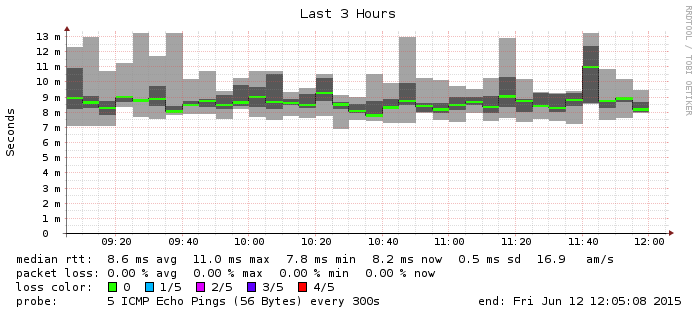 Last 3 Hours
RRDTOOL / TOBI OETIKER
Seconds
13 m
12 m
11 m
10 m
9 m
8 m
7 m
6 m
5 m
4 m
3 m
2 m
1 m
0
09:20 09:40 10:00 10:20 10:40 11:00 11:20 11:40 12:00
median rtt: 8.6 ms avg 11.0 ms max 7.8 ms min 8.2 ms now 0.5 ms sd 16.9 am/s
packet loss: 0.00 % avg 0.00 % max 0.00 % min 0.00 % now
loss color: 0 1/5 2/5 3/5 4/5
probe: 5 ICMP Echo Pings (56 Bytes) every 300s end: Fri Jun 12 12:05:08 2015